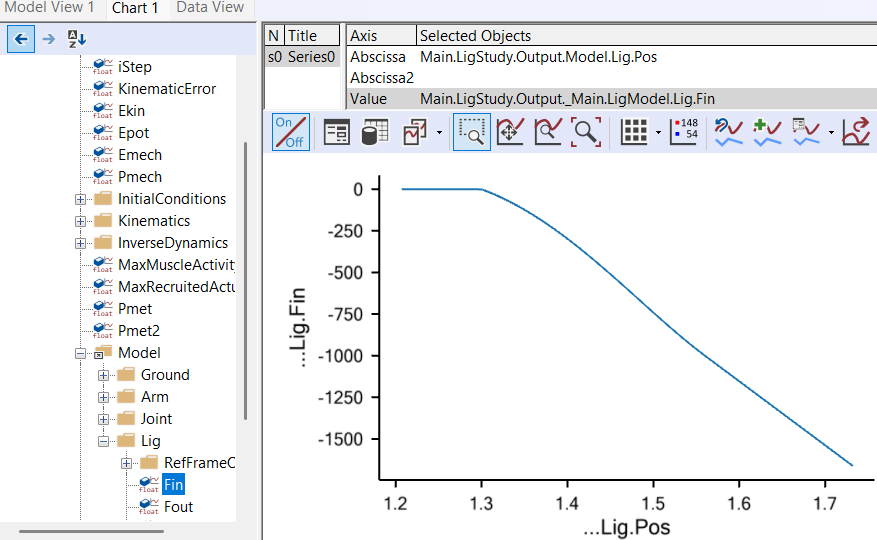 Model View 1 Chart 1 Data View
N Title Axis Selected Objects
s0 Series0 Abscissa Main.LigStudy.Output.Model.Lig.Pos
Abscissa2
Value Main.LigStudy.Output._Main.LigModel.Lig.Fin
A
Z
On
Off
148
54
float iStep
float KinematicError
float Ekin
float Epot
float Emech
float Pmech
InitialConditions
Kinematics
InverseDynamics
float MaxMuscleActivity
float MaxRecruitedActu
float Pmet
float Pmet2
Model
Ground
Arm
Joint
Lig
RefFrameO
float Fin
float Fout
0
-250
-500
-750
-1000
-1250
-1500
...Lig.Fin
1.2 1.3 1.4 1.5 1.6 1.7
...Lig.Pos